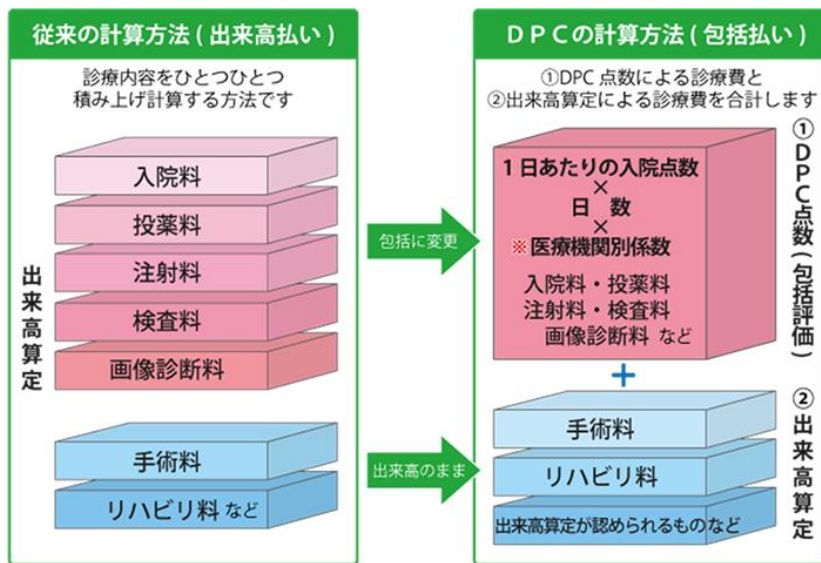 従来の計算方法(出来高払い)
診療内容をひとつひとつ
積み上げ計算する方法です
出来高算定
入院料
投薬料
注射料
検査料
画像診断料
手術料
リハビリ料 など
包括に変更
出来高のまま
DPCの計算方法(包括払い)
①DPC点数による診療費と
②出来高算定による診療費を合計します
1日あたりの入院点数
×
日 数
×
※医療機関別係数
入院料・投薬料
注射料・検査料
画像診断料 など
①DPC点数(包括評価)
+
手術料
リハビリ料
出来高算定が認められるものなど
②出来高算定